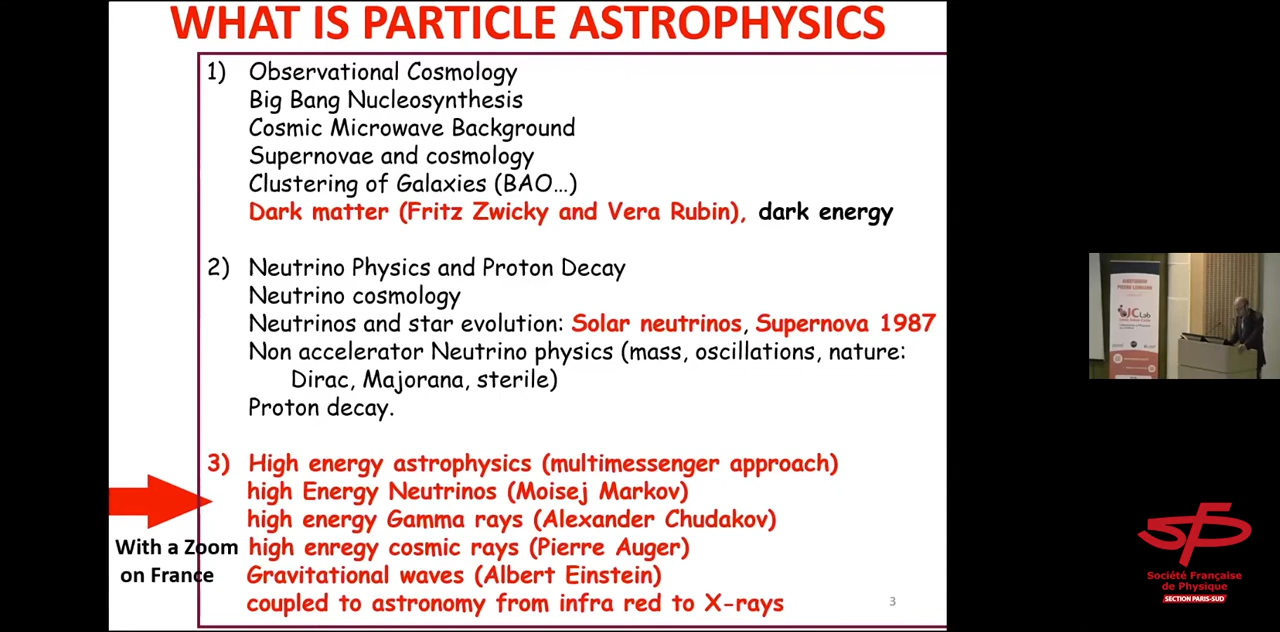 WHAT IS PARTICLE ASTROPHYSICS
1) Observational Cosmology
Big Bang Nucleosynthesis
Cosmic Microwave Background
Supernovae and cosmology
Clustering of Galaxies (BAO...)
Dark matter (Fritz Zwicky and Vera Rubin), dark energy
2) Neutrino Physics and Proton Decay
Neutrino cosmology
Neutrinos and star evolution: Solar neutrinos, Supernova 1987
Non accelerator Neutrino physics (mass, oscillations, nature:
Dirac, Majorana, sterile)
Proton decay.
3) High energy astrophysics (multimessenger approach)
high Energy Neutrinos (Moisej Markov)
high energy Gamma rays (Alexander Chudakov)
With a Zoom
on France
high enregy cosmic rays (Pierre Auger)
Gravitational waves (Albert Einstein)
coupled to astronomy from infra red to X-rays
3
JCLab
sfp
Société Française
de Physique
SECTION PARIS-SUD